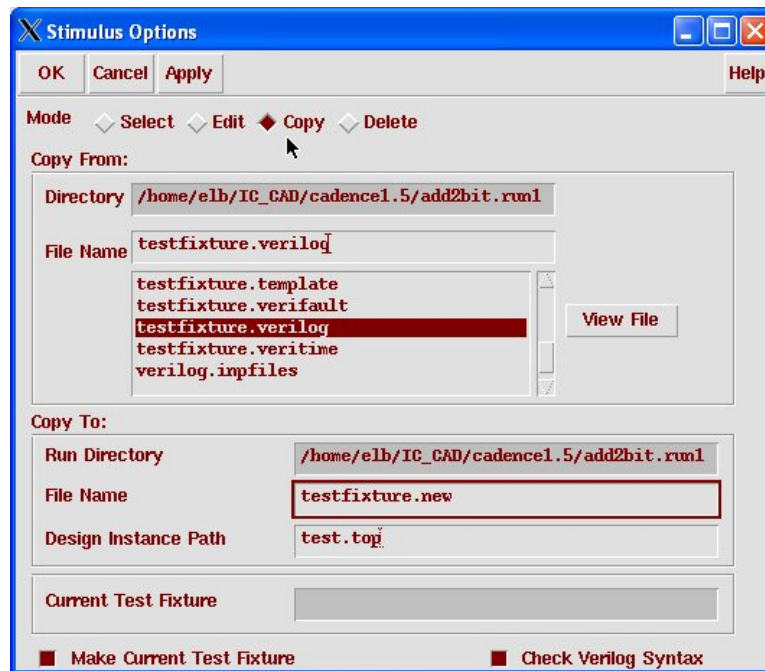 Stimulus Options
OK Cancel Apply Help
Mode Select Edit Copy Delete
Copy From:
Directory /home/elb/IC_CAD/cadence1.5/add2bit.run1
File Name testfixture.verilog
testfixture.template
testfixture.verifault
testfixture.verilog
testfixture.veritime
verilog.inpfiles
View File
Copy To:
Run Directory /home/elb/IC_CAD/cadence1.5/add2bit.run1
File Name testfixture.new
Design Instance Path test.top
Current Test Fixture
Make Current Test Fixture Check Verilog Syntax